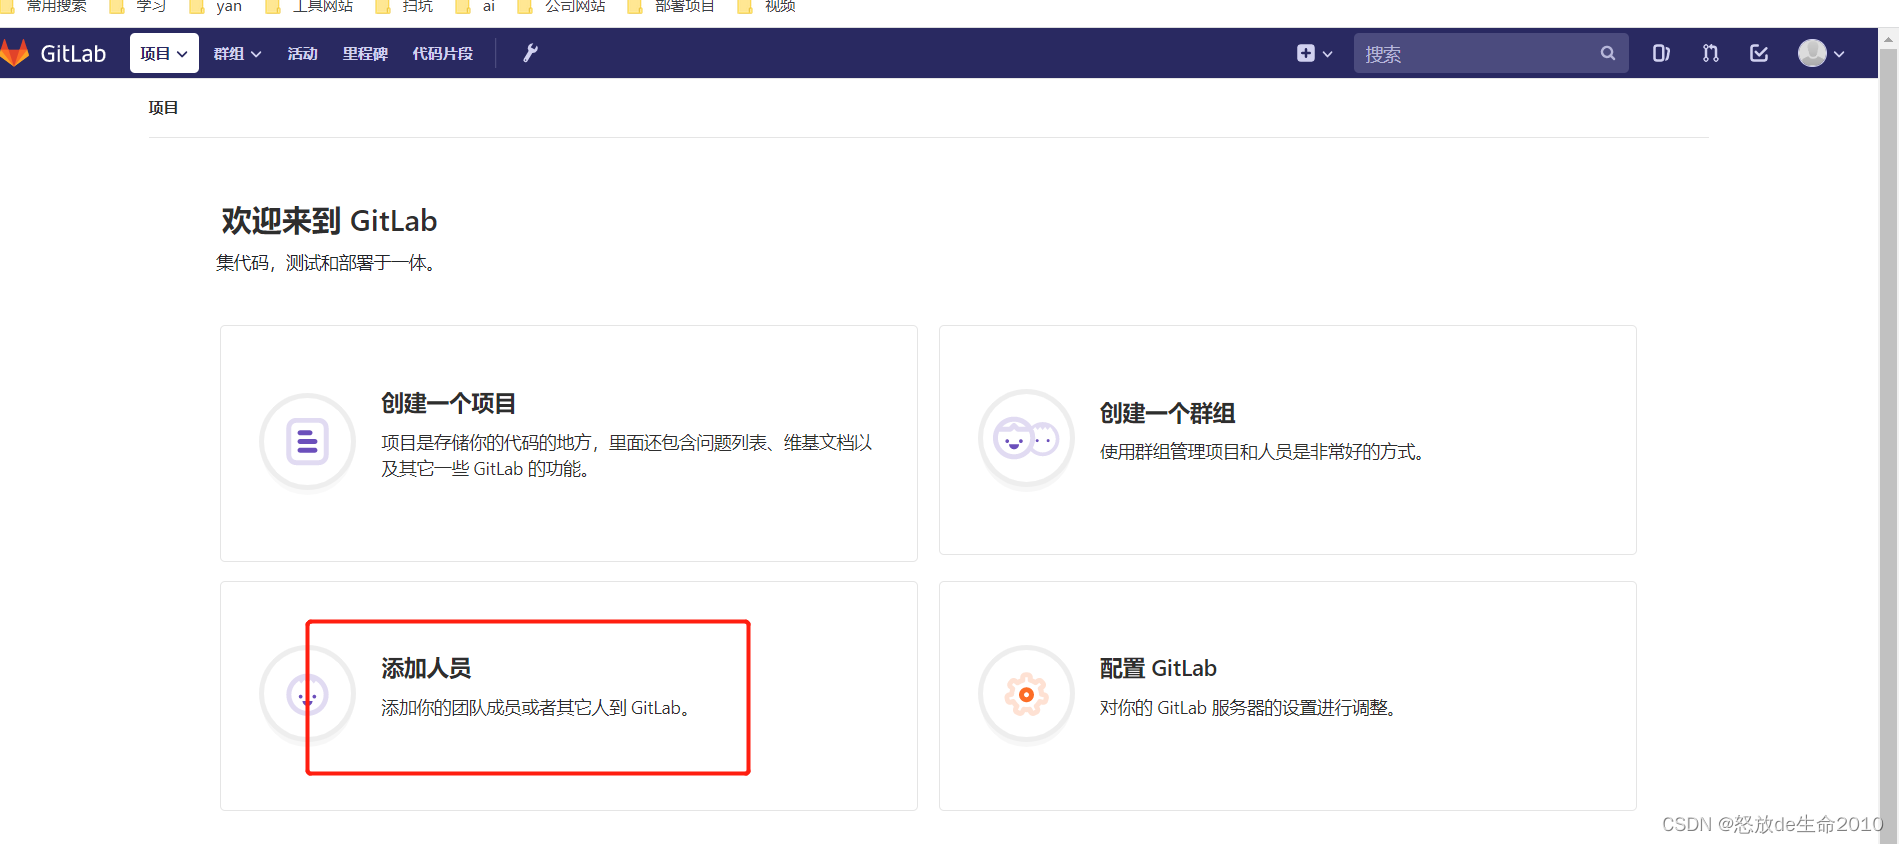 常用搜索 学习 yan 工具网站 扫坑 ai 公司网站 部署项目 视频
GitLab 项目 群组 活动 里程碑 代码片段 搜索
项目
欢迎来到 GitLab
集代码，测试和部署于一体。
创建一个项目
项目是存储你的代码的地方，里面还包含问题列表、维基文档以
及其它一些 GitLab 的功能。
创建一个群组
使用群组管理项目和人员是非常好的方式。
添加人员
添加你的团队成员或者其它人到 GitLab。
配置 GitLab
对你的 GitLab 服务器的设置进行调整。
CSDN @怒放de生命2010